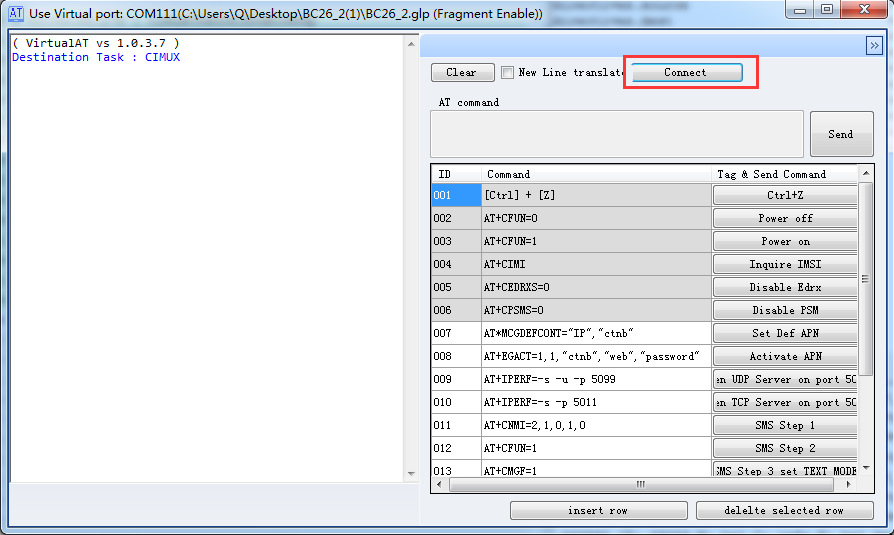 AT Use Virtual port: COM111(C:\Users\Q\Desktop\BC26_2(1)\BC26_2.glp (Fragment Enable))
( VirtualAT vs 1.0.3.7 )
Destination Task : CIMUX
Clear New Line translate Connect
AT command
Send
ID Command Tag & Send Command
001 [Ctrl] + [Z] Ctrl+Z
002 AT+CFUN=0 Power off
003 AT+CFUN=1 Power on
004 AT+CIMI Inquire IMSI
005 AT+CEDRXS=0 Disable Edrx
006 AT+CPSMS=0 Disable PSM
007 AT*MCGDEFCONT="IP","ctnb" Set Def APN
008 AT+EGACT=1,1,"ctnb","web","password" Activate APN
009 AT+IPERF=-s -u -p 5099 en UDP Server on port 50
010 AT+IPERF=-s -p 5011 en TCP Server on port 50
011 AT+CNMI=2,1,0,1,0 SMS Step 1
012 AT+CFUN=1 SMS Step 2
013 AT+CMGF=1 SMS Step 3 set TEXT MODE
insert row delelte selected row